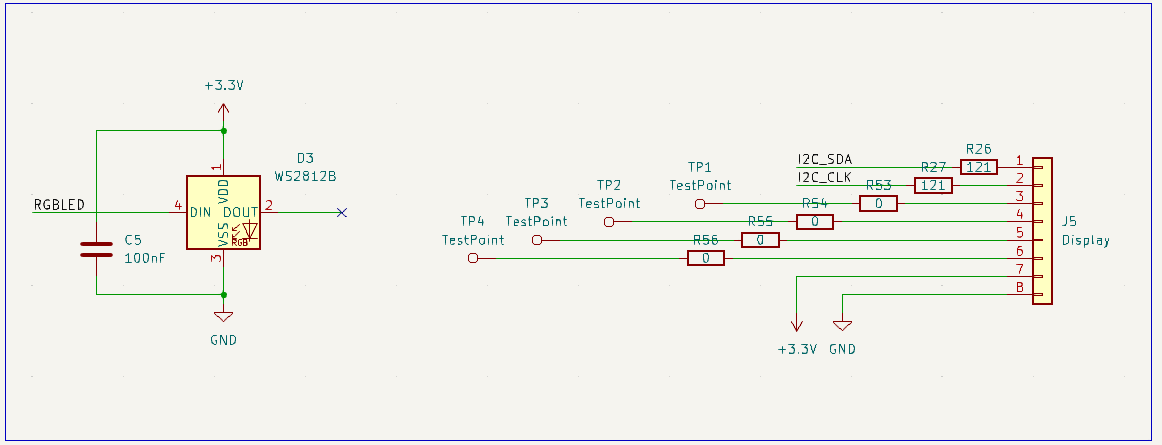 +3.3V
D3
WS2812B
1
VDD
RGBLED
4
DIN
DOUT
2
VSS
RGB
3
C5
100nF
GND
R26
I2C_SDA
121
1
TP1
R27
I2C_CLK
121
2
TestPoint
R53
TP2
0
3
TestPoint
R54
TP3
0
4
TestPoint
R55
TP4
0
5
TestPoint
R56
0
6
7
8
J5
Display
+3.3V
GND